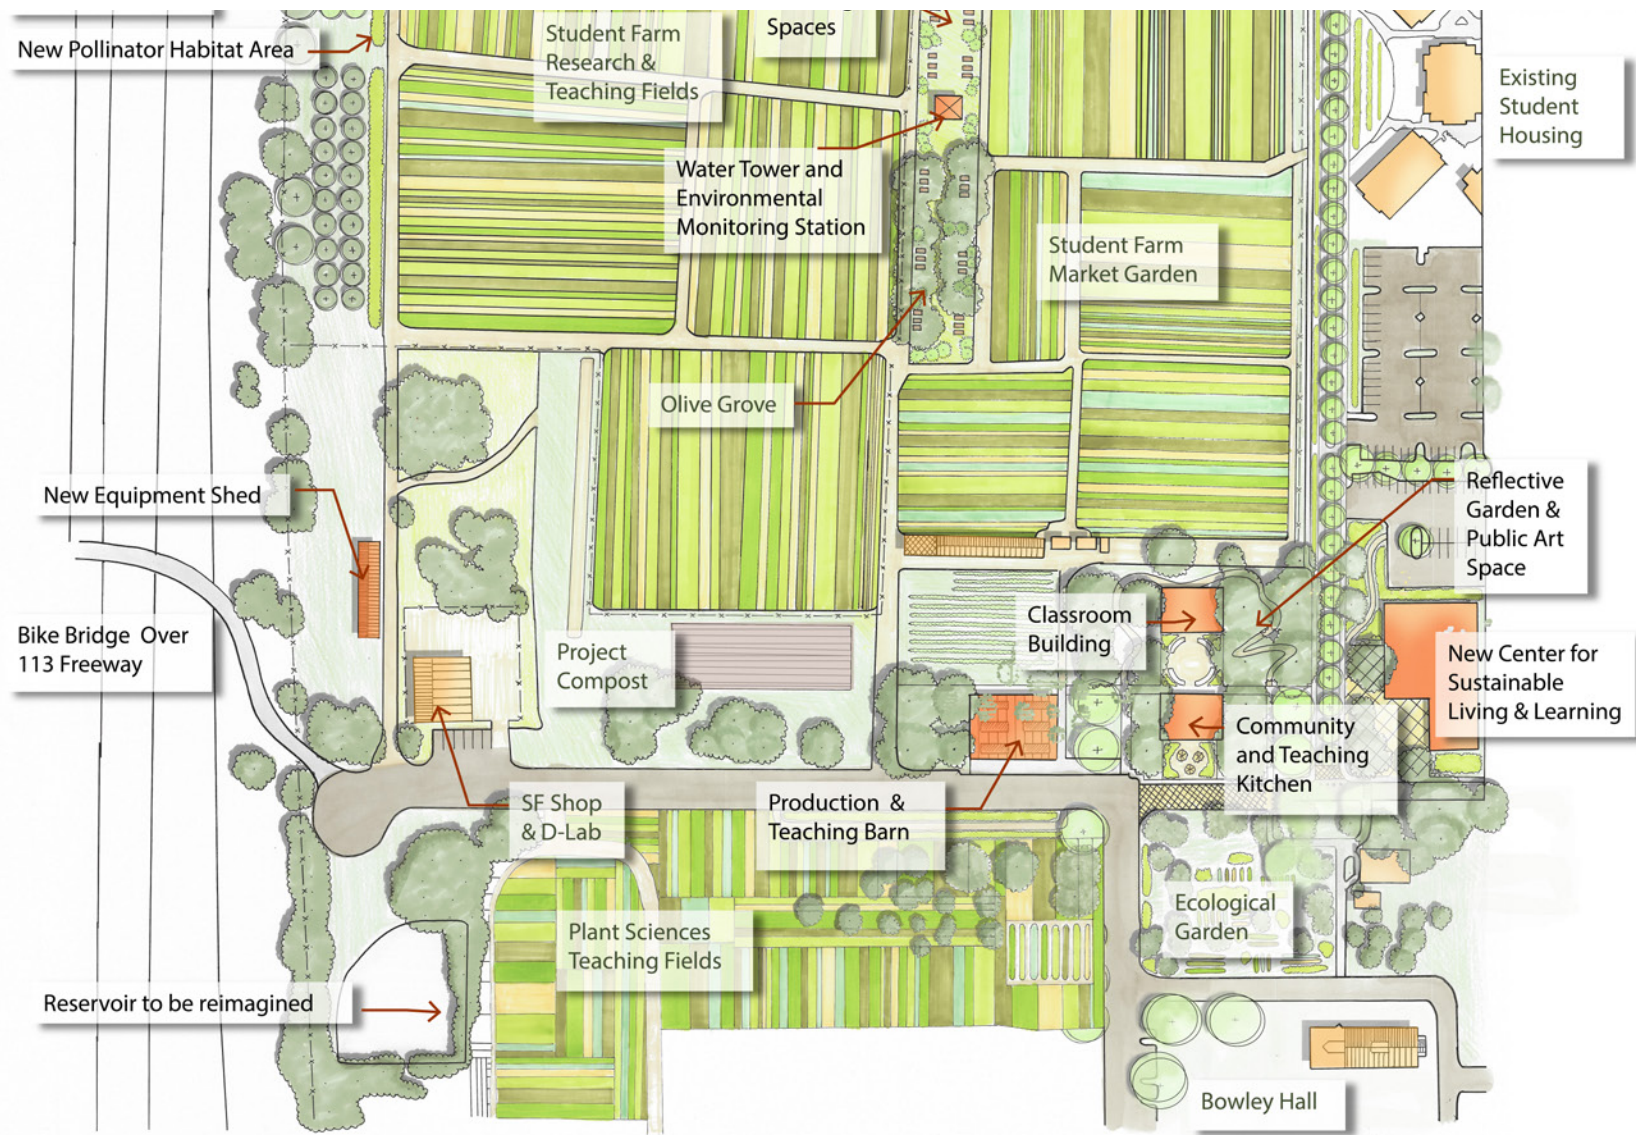 Spaces
New Pollinator Habitat Area
Student Farm
Research &
Teaching Fields
Existing
Student
Housing
Water Tower and
Environmental
Monitoring Station
Student Farm
Market Garden
Olive Grove
New Equipment Shed
Reflective
Garden &
Public Art
Space
Bike Bridge Over
113 Freeway
Classroom
Building
Project
Compost
New Center for
Sustainable
Living & Learning
Community
and Teaching
Kitchen
SF Shop
& D-Lab
Production &
Teaching Barn
Ecological
Garden
Plant Sciences
Teaching Fields
Reservoir to be reimagined
Bowley Hall